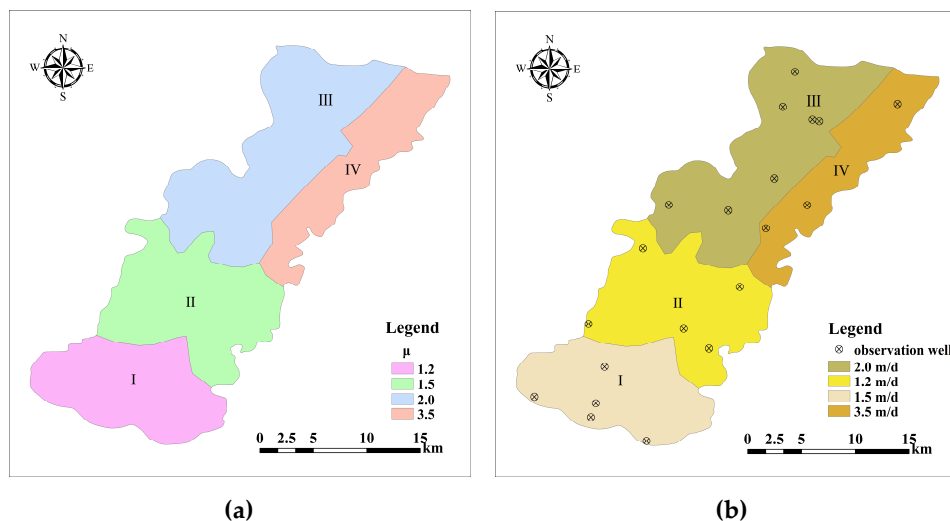 N
W E
S
III
IV
II
I
Legend
μ
1.2
1.5
2.0
3.5
0 2.5 5 10 15
km
(a)
N
W E
S
III
IV
II
I
Legend
observation well
2.0 m/d
1.2 m/d
1.5 m/d
3.5 m/d
0 2.5 5 10 15
km
(b)